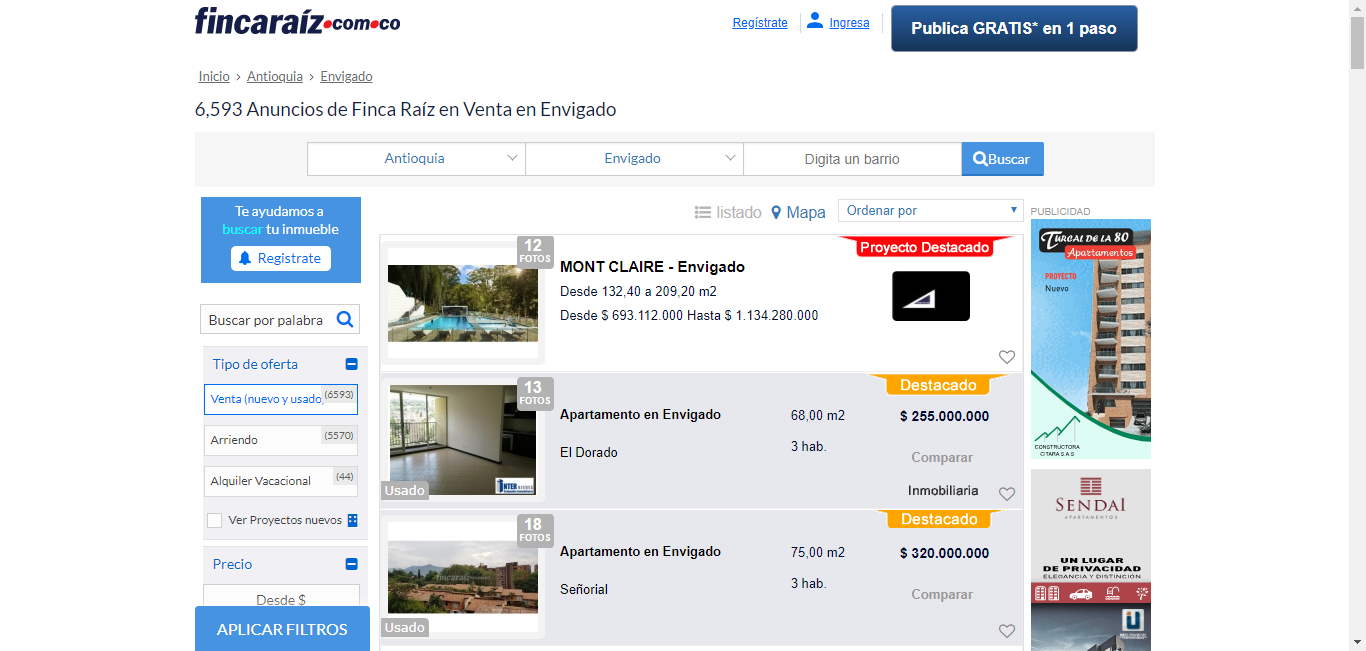 fincaraíz.com.co
Regístrate
Ingresa
Publica GRATIS* en 1 paso
Inicio > Antioquia > Envigado
6,593 Anuncios de Finca Raíz en Venta en Envigado
Antioquia
Envigado
Digita un barrio
Buscar
Te ayudamos a
buscar tu inmueble
Registrate
Buscar por palabra
Tipo de oferta
Venta (nuevo y usado
(6593)
Arriendo
(5570)
Alquiler Vacacional
(44)
Ver Proyectos nuevos
Precio
Desde $
APLICAR FILTROS
listado
Mapa
Ordenar por
12
FOTOS
MONT CLAIRE - Envigado
Desde 132,40 a 209,20 m2
Desde $ 693.112.000 Hasta $ 1.134.280.000
Proyecto Destacado
13
FOTOS
Usado
Apartamento en Envigado
El Dorado
68,00 m2
3 hab.
Destacado
$ 255.000.000
Comparar
Inmobiliaria
18
FOTOS
fincaraíz
Usado
Apartamento en Envigado
Señorial
75,00 m2
3 hab.
Destacado
$ 320.000.000
Comparar
PUBLICIDAD
TURCAL DE LA 80
Apartamentos
PROYECTO
Nuevo
CONSTRUCTORA
CITARA S.A.S
SENDAI
APARTAMENTOS
UN LUGAR
DE PRIVACIDAD
ELEGANCIA Y DISTINCIÓN